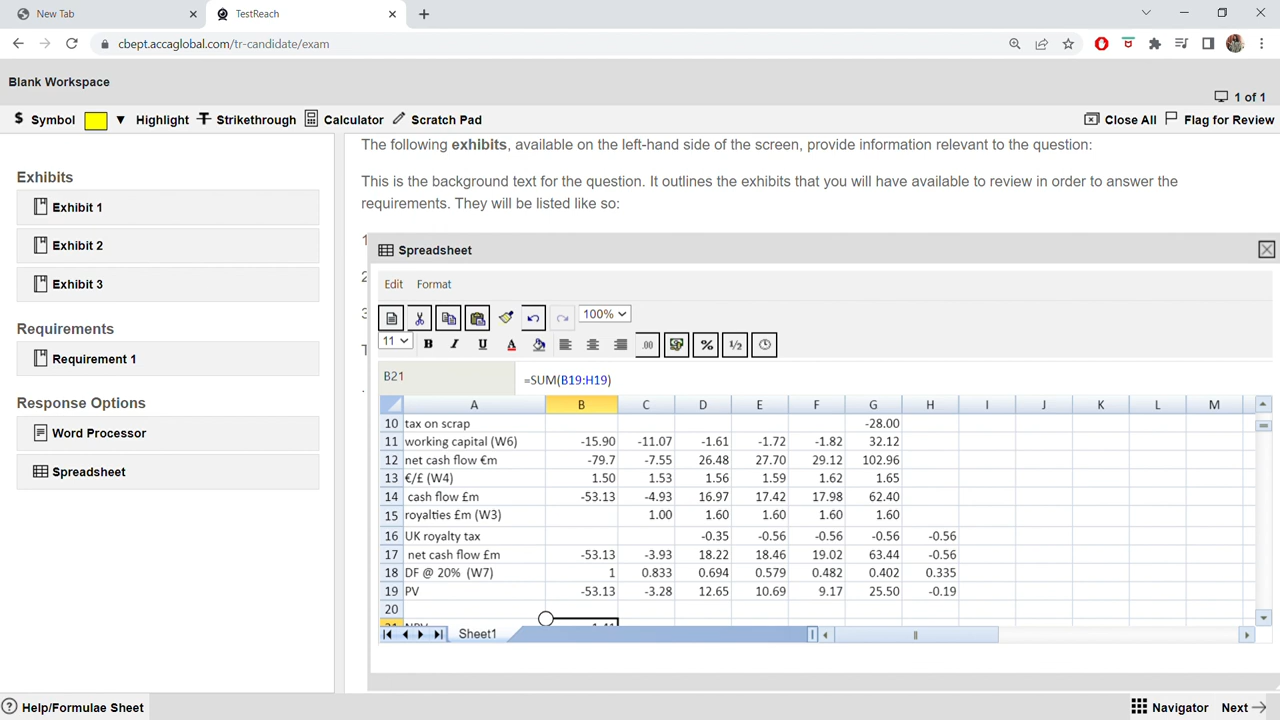 New Tab
TestReach
cbept.accaglobal.com/tr-candidate/exam
Blank Workspace
1 of 1
$ Symbol Highlight Strikethrough Calculator Scratch Pad Close All Flag for Review
Exhibits
Exhibit 1
Exhibit 2
Exhibit 3
Requirements
Requirement 1
Response Options
Word Processor
Spreadsheet
The following exhibits, available on the left-hand side of the screen, provide information relevant to the question:
This is the background text for the question. It outlines the exhibits that you will have available to review in order to answer the
requirements. They will be listed like so:
Spreadsheet
Edit Format
100%
11 B I U A .00 % 1/2
B21 =SUM(B19:H19)
A B C D E F G H I J K L M
10 tax on scrap -28.00
11 working capital (W6) -15.90 -11.07 -1.61 -1.72 -1.82 32.12
12 net cash flow €m -79.7 -7.55 26.48 27.70 29.12 102.96
13 €/£ (W4) 1.50 1.53 1.56 1.59 1.62 1.65
14 cash flow £m -53.13 -4.93 16.97 17.42 17.98 62.40
15 royalties £m (W3) 1.00 1.60 1.60 1.60 1.60
16 UK royalty tax -0.35 -0.56 -0.56 -0.56 -0.56
17 net cash flow £m -53.13 -3.93 18.22 18.46 19.02 63.44 -0.56
18 DF @ 20% (W7) 1 0.833 0.694 0.579 0.482 0.402 0.335
19 PV -53.13 -3.28 12.65 10.69 9.17 25.50 -0.19
20
Sheet1
Help/Formulae Sheet
Navigator Next